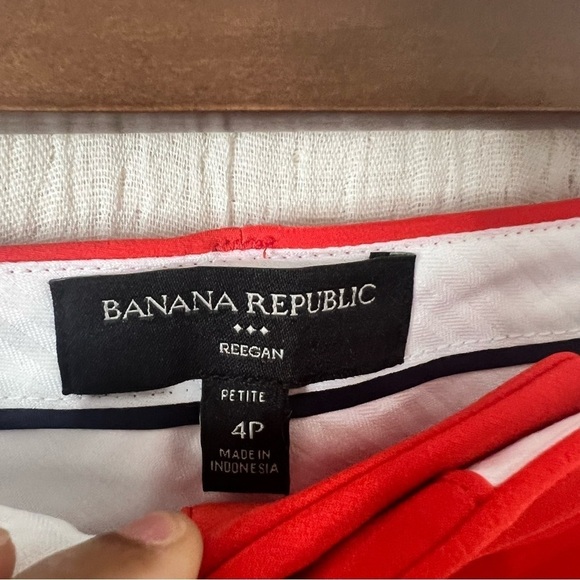 BANANA REPUBLIC
REEGAN
PETITE
4P
MADE IN
INDONESIA